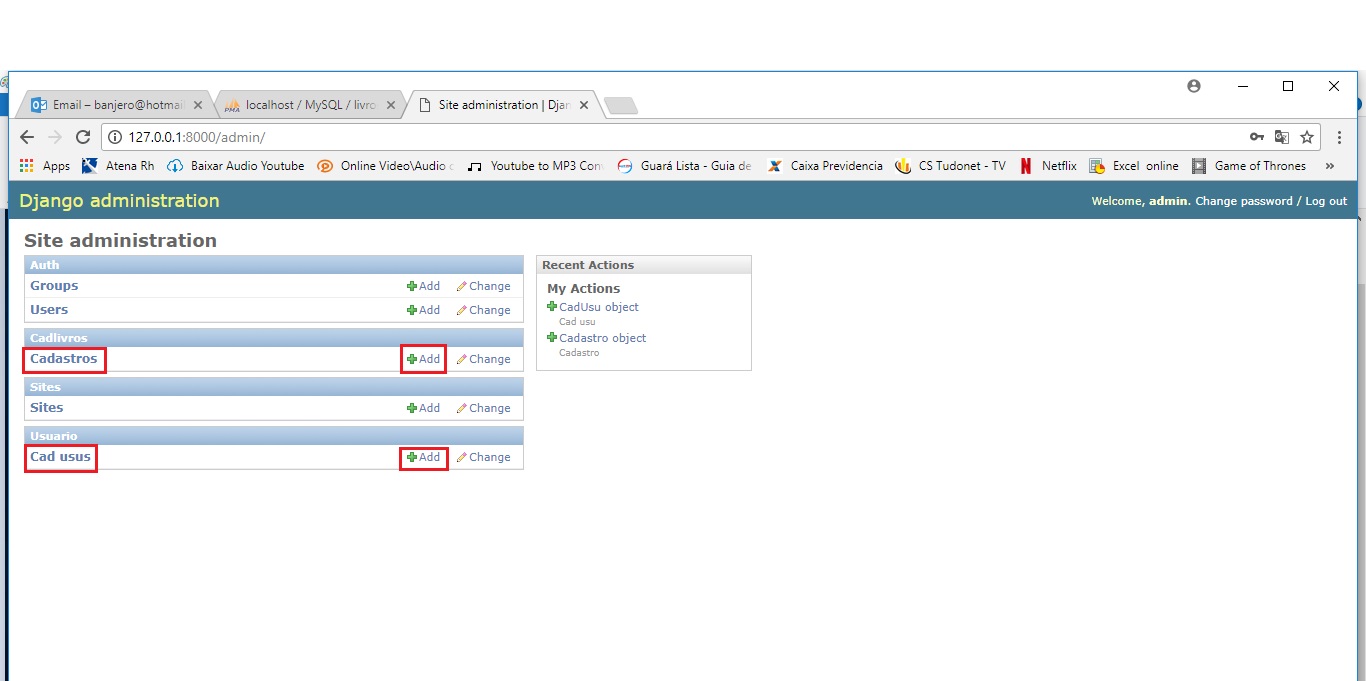 Email – banjero@hotmai
localhost / MySQL / livro
Site administration | Djan
127.0.0.1:8000/admin/
Apps Atena Rh Baixar Audio Youtube Online Video\Audio c Youtube to MP3 Con Guará Lista - Guia de Caixa Previdencia CS Tudonet - TV Netflix Excel online Game of Thrones »
Django administration
Welcome, admin. Change password / Log out
Site administration
Auth
Groups Add Change
Users Add Change
Cadlivros
Cadastros Add Change
Sites
Sites Add Change
Usuario
Cad usus Add Change
Recent Actions
My Actions
CadUsu object
Cad usu
Cadastro object
Cadastro